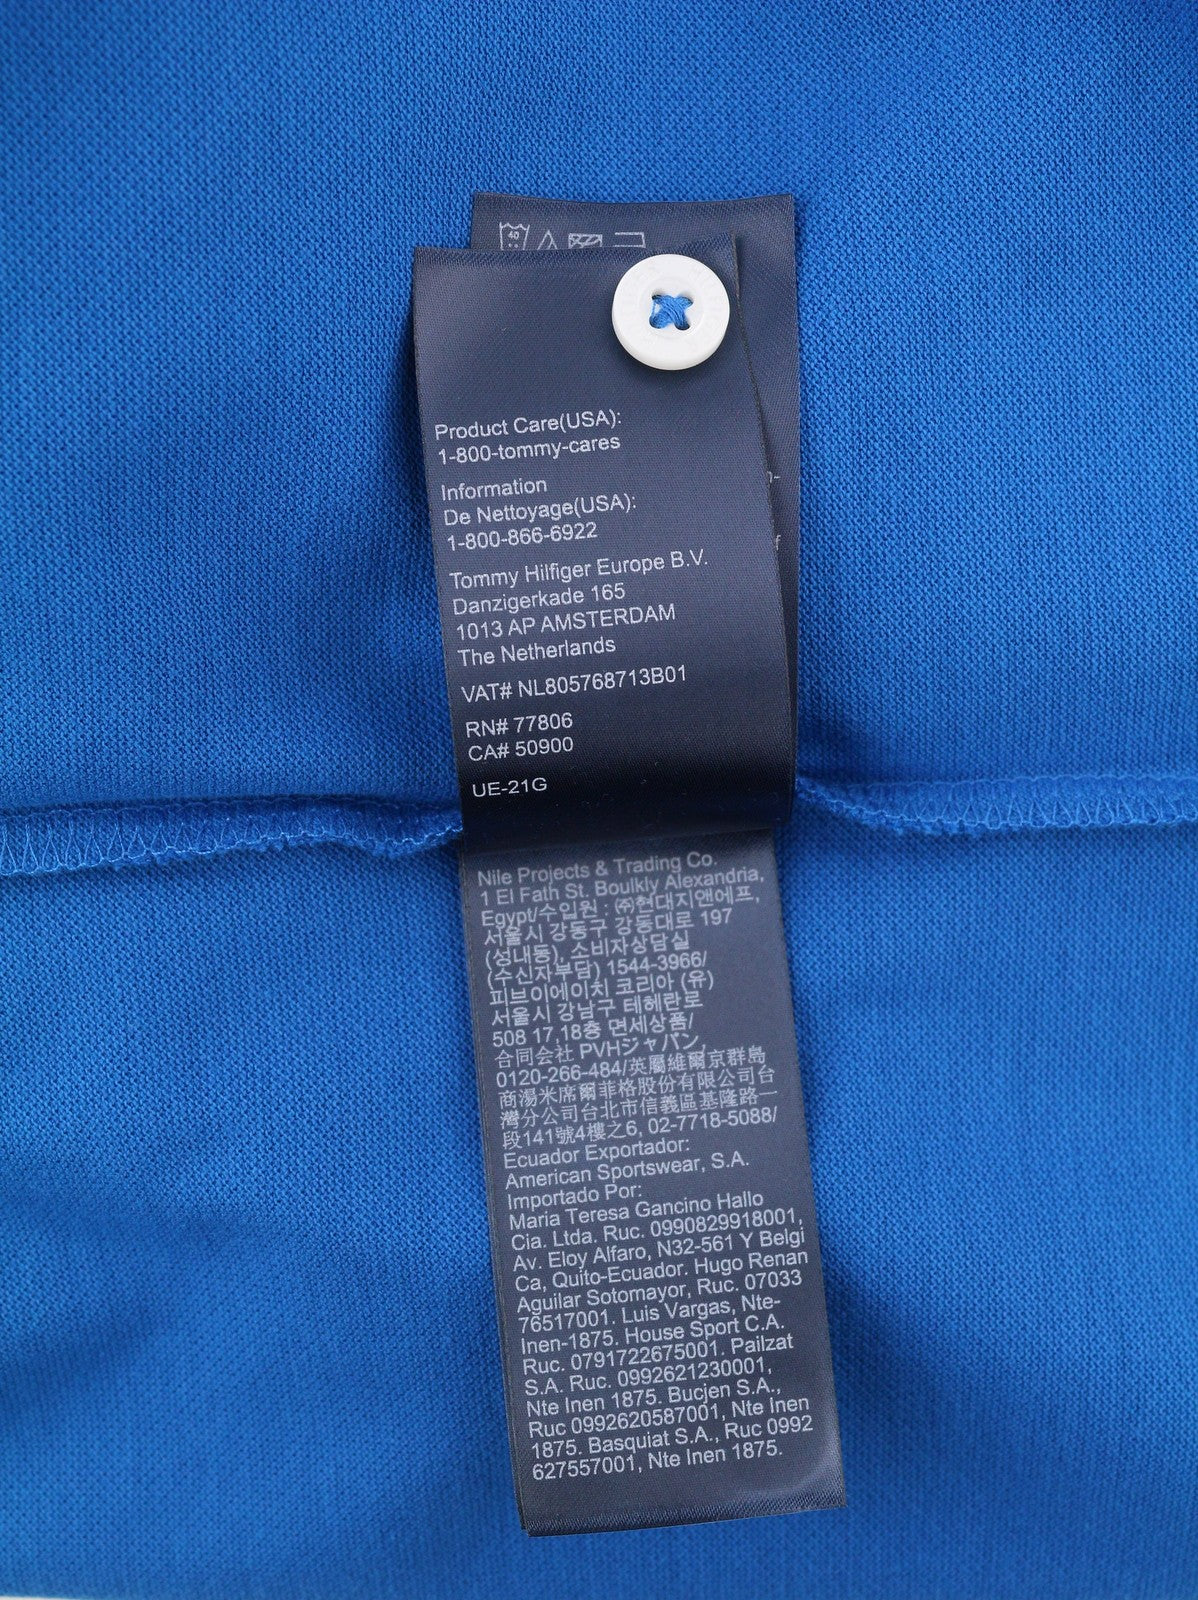 40
Product Care(USA):
1-800-tommy-cares
Information
De Nettoyage(USA):
1-800-866-6922
Tommy Hilfiger Europe B.V.
Danzigerkade 165
1013 AP AMSTERDAM
The Netherlands
VAT# NL805768713B01
RN# 77806
CA# 50900
UE-21G
Nile Projects & Trading Co.
1 El Fath St. Boulkly Alexandria,
Egypt/수입원 : ㈜현대지앤에프,
서울시 강동구 강동대로 197
(성내동), 소비자상담실
(수신자부담) 1544-3966/
피브이에이치 코리아 (유)
서울시 강남구 테헤란로
508 17,18층 면세상품/
合同会社 PVHジャパン,
0120-266-484/英屬維爾京群島
商湯米席爾菲格股份有限公司台
灣分公司台北市信義區基隆路一
段141號4樓之6, 02-7718-5088/
Ecuador Exportador:
American Sportswear, S.A.
Importado Por:
Maria Teresa Gancino Hallo
Cia. Ltda. Ruc. 0990829918001,
Av. Eloy Alfaro, N32-561 Y Belgi
Ca, Quito-Ecuador. Hugo Renan
Aguilar Sotomayor, Ruc. 07033
76517001. Luis Vargas, Nte-
Inen-1875. House Sport C.A.
Ruc. 0791722675001. Pailzat
S.A. Ruc. 0992621230001,
Nte Inen 1875. Bucjen S.A.,
Ruc 0992620587001, Nte Inen
1875. Basquiat S.A., Ruc 0992
627557001, Nte Inen 1875.